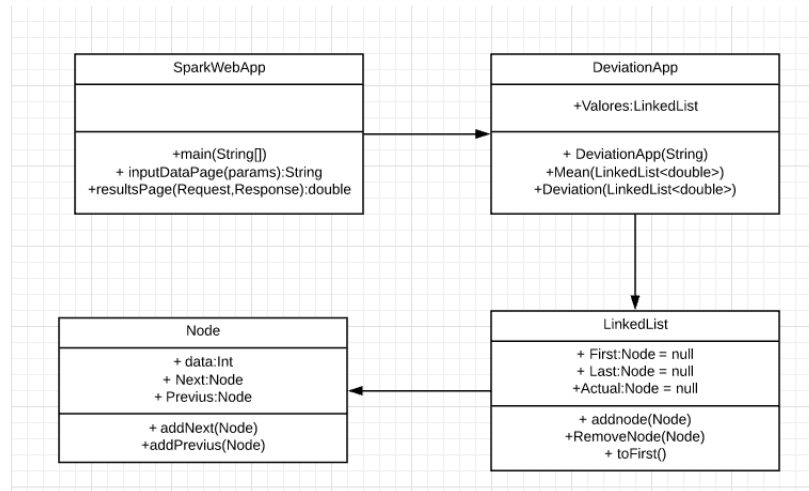 SparkWebApp
+main(String[])
+ inputDataPage(params):String
+resultsPage(Request,Response):double
DeviationApp
+Valores:LinkedList
+ DeviationApp(String)
+Mean(LinkedList<double>)
+Deviation(LinkedList<double>)
Node
+ data:Int
+ Next:Node
+ Previus:Node
+ addNext(Node)
+addPrevius(Node)
LinkedList
+ First:Node = null
+ Last:Node = null
+Actual:Node = null
+ addnode(Node)
+RemoveNode(Node)
+ toFirst()